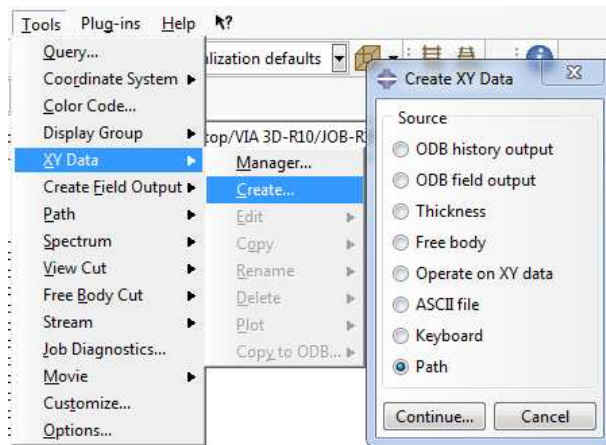 Tools Plug-ins Help
Query...
Coordinate System
Color Code...
Display Group
XY Data
Create Field Output
Path
Spectrum
View Cut
Free Body Cut
Stream
Job Diagnostics...
Movie
Customize...
Options...
lization defaults
top/VIA 3D-R10/JOB-R
Manager...
Create...
Edit
Copy
Rename
Delete
Plot
Copy to ODB...
Create XY Data
Source
ODB history output
ODB field output
Thickness
Free body
Operate on XY data
ASCII file
Keyboard
Path
Continue... Cancel